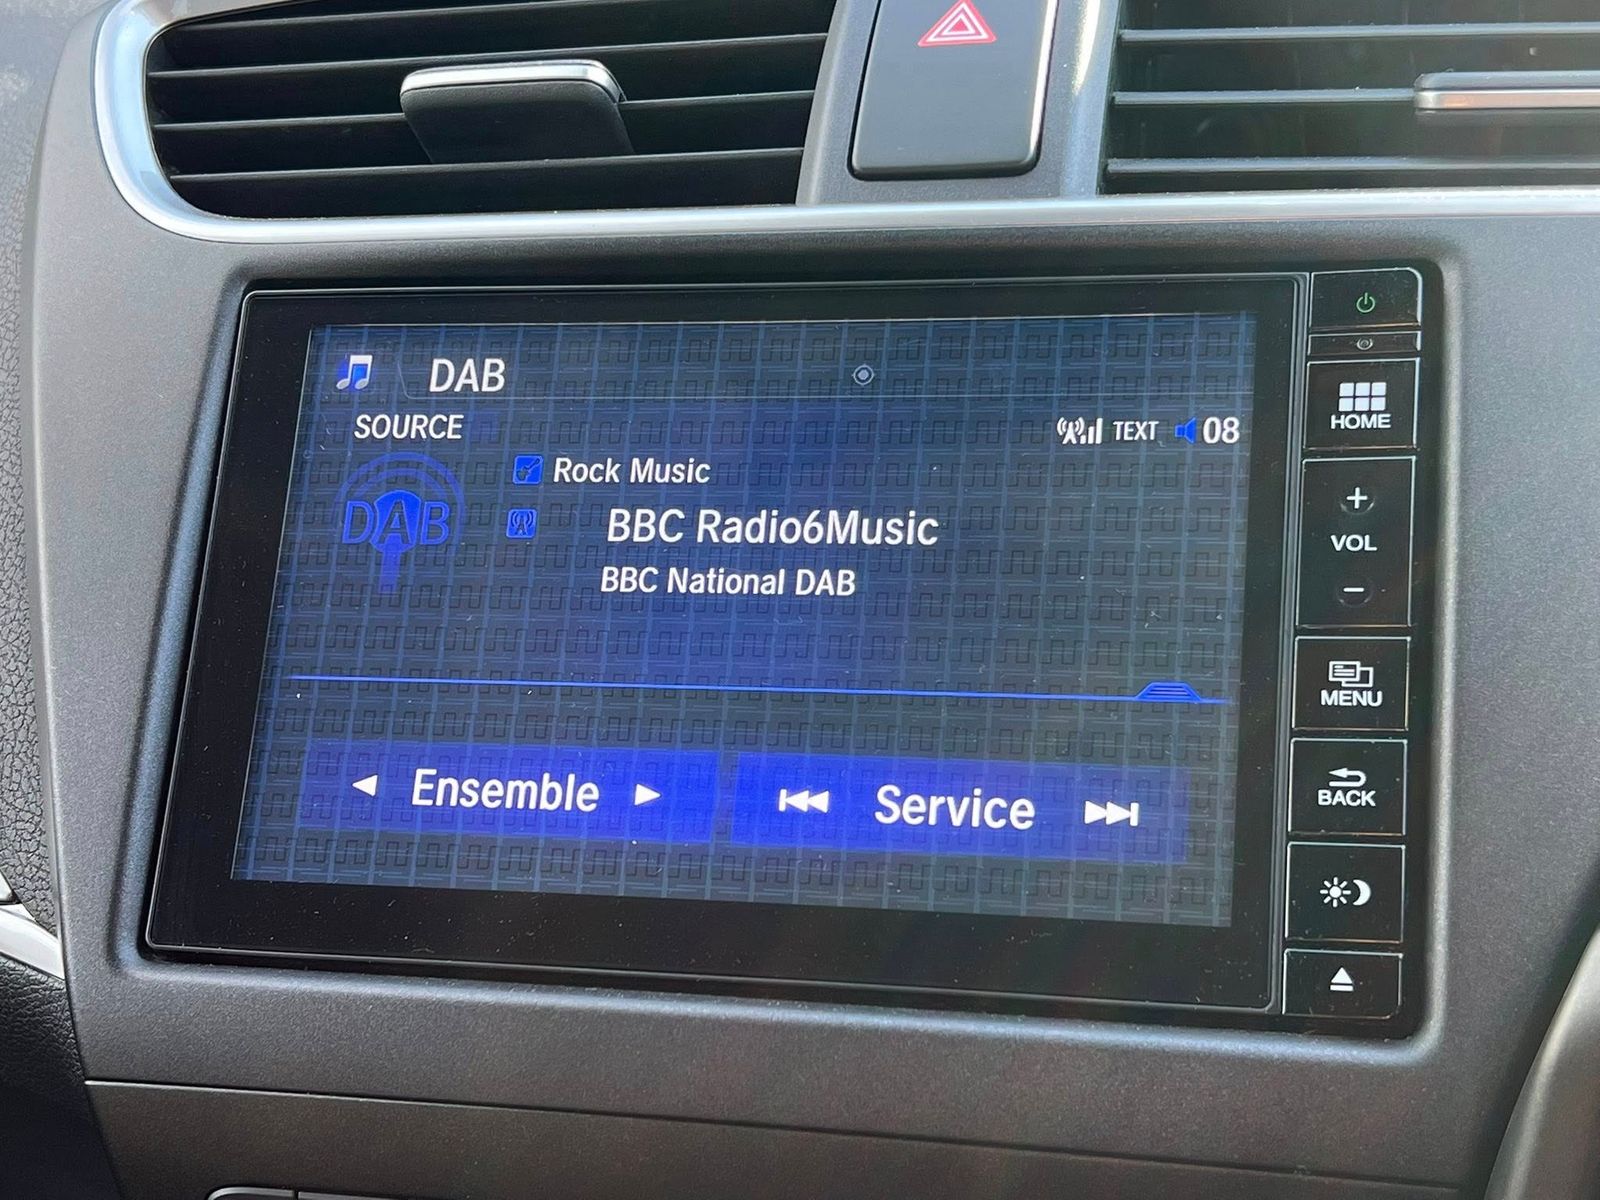 DAB
SOURCE
TEXT 08
DAB
Rock Music
BBC Radio6Music
BBC National DAB
Ensemble
Service
HOME
+
VOL
-
MENU
BACK